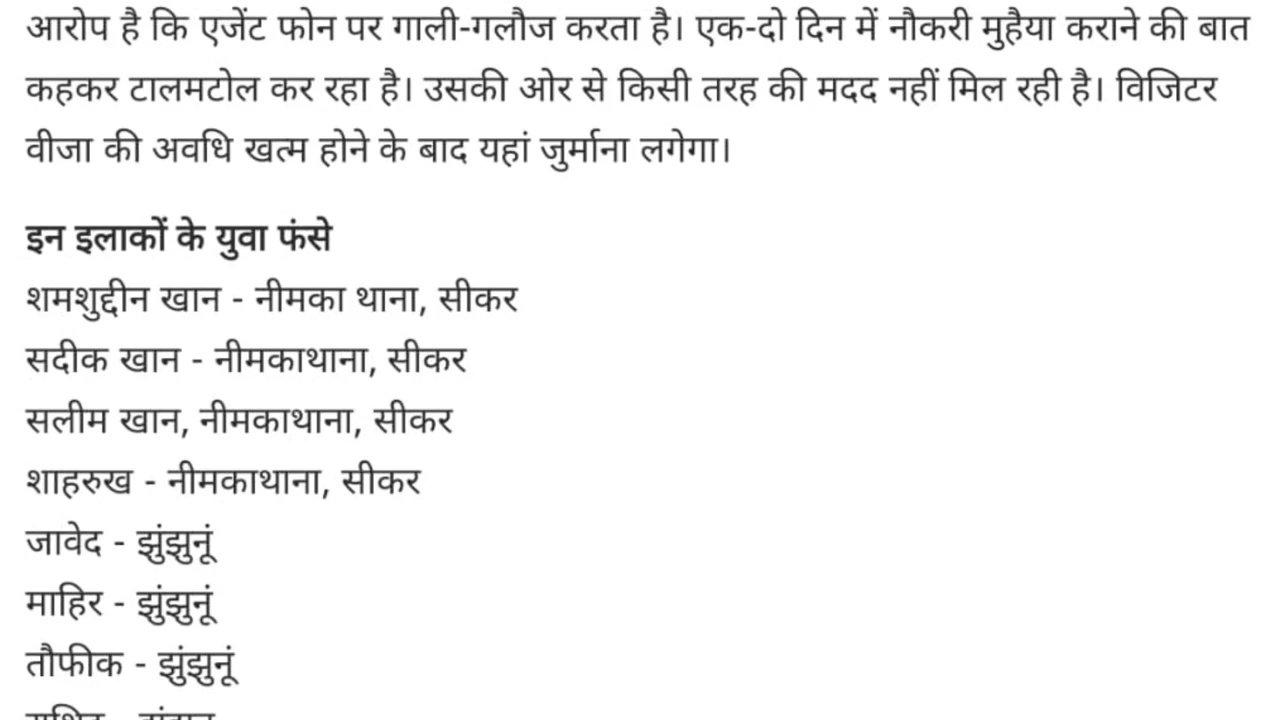 आरोप है कि एजेंट फोन पर गाली-गलौज करता है। एक-दो दिन में नौकरी मुहैया कराने की बात
कहकर टालमटोल कर रहा है। उसकी ओर से किसी तरह की मदद नहीं मिल रही है। विजिटर
वीजा की अवधि खत्म होने के बाद यहां जुर्माना लगेगा।
इन इलाकों के युवा फंसे
शमशुद्दीन खान - नीमका थाना, सीकर
सदीक खान - नीमकाथाना, सीकर
सलीम खान, नीमकाथाना, सीकर
शाहरुख - नीमकाथाना, सीकर
जावेद - झुंझुनूं
माहिर - झुंझुनूं
तौफीक - झुंझुनूं